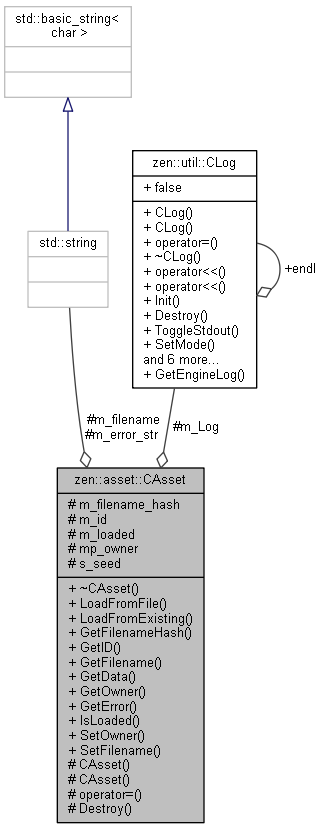 std::basic_string<
char >
zen::util::CLog
+ false
+ CLog()
+ CLog()
+ operator=()
+ ~CLog()
+ operator<<()
+ operator<<()
+ Init()
+ Destroy()
+ ToggleStdout()
+ SetMode()
and 6 more...
+ GetEngineLog()
+endl
std::string
#m_filename
#m_error_str
#m_Log
zen::asset::CAsset
# m_filename_hash
# m_id
# m_loaded
# mp_owner
# s_seed
+ ~CAsset()
+ LoadFromFile()
+ LoadFromExisting()
+ GetFilenameHash()
+ GetID()
+ GetFilename()
+ GetData()
+ GetOwner()
+ GetError()
+ IsLoaded()
+ SetOwner()
+ SetFilename()
# CAsset()
# CAsset()
# operator=()
# Destroy()